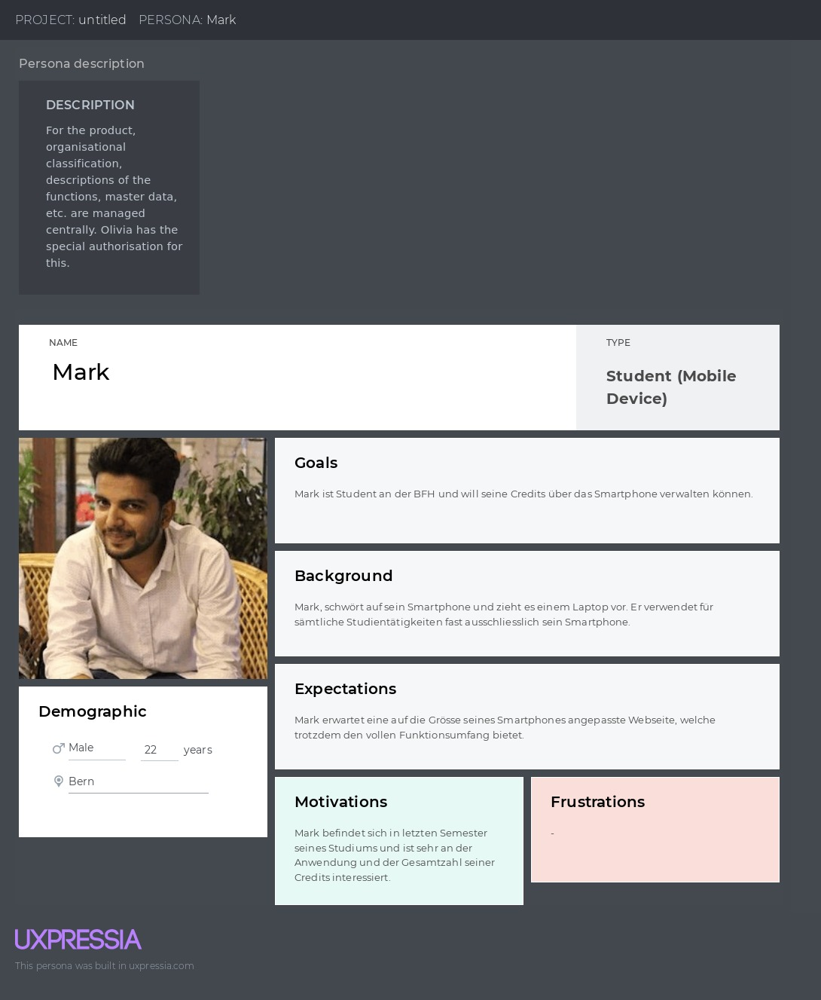 PROJECT: untitled PERSONA: Mark
Persona description
DESCRIPTION
For the product,
organisational
classification,
descriptions of the
functions, master data,
etc. are managed
centrally. Olivia has the
special authorisation for
this.
NAME
Mark
TYPE
Student (Mobile
Device)
Goals
Mark ist Student an der BFH und will seine Credits über das Smartphone verwalten können.
Background
Mark, schwört auf sein Smartphone und zieht es einem Laptop vor. Er verwendet für
sämtliche Studientätigkeiten fast ausschliesslich sein Smartphone.
Expectations
Mark erwartet eine auf die Grösse seines Smartphones angepasste Webseite, welche
trotzdem den vollen Funktionsumfang bietet.
Demographic
Male 22 years
Bern
Motivations
Mark befindet sich in letzten Semester
seines Studiums und ist sehr an der
Anwendung und der Gesamtzahl seiner
Credits interessiert.
Frustrations
-
UXPRESSIA
This persona was built in uxpressia.com